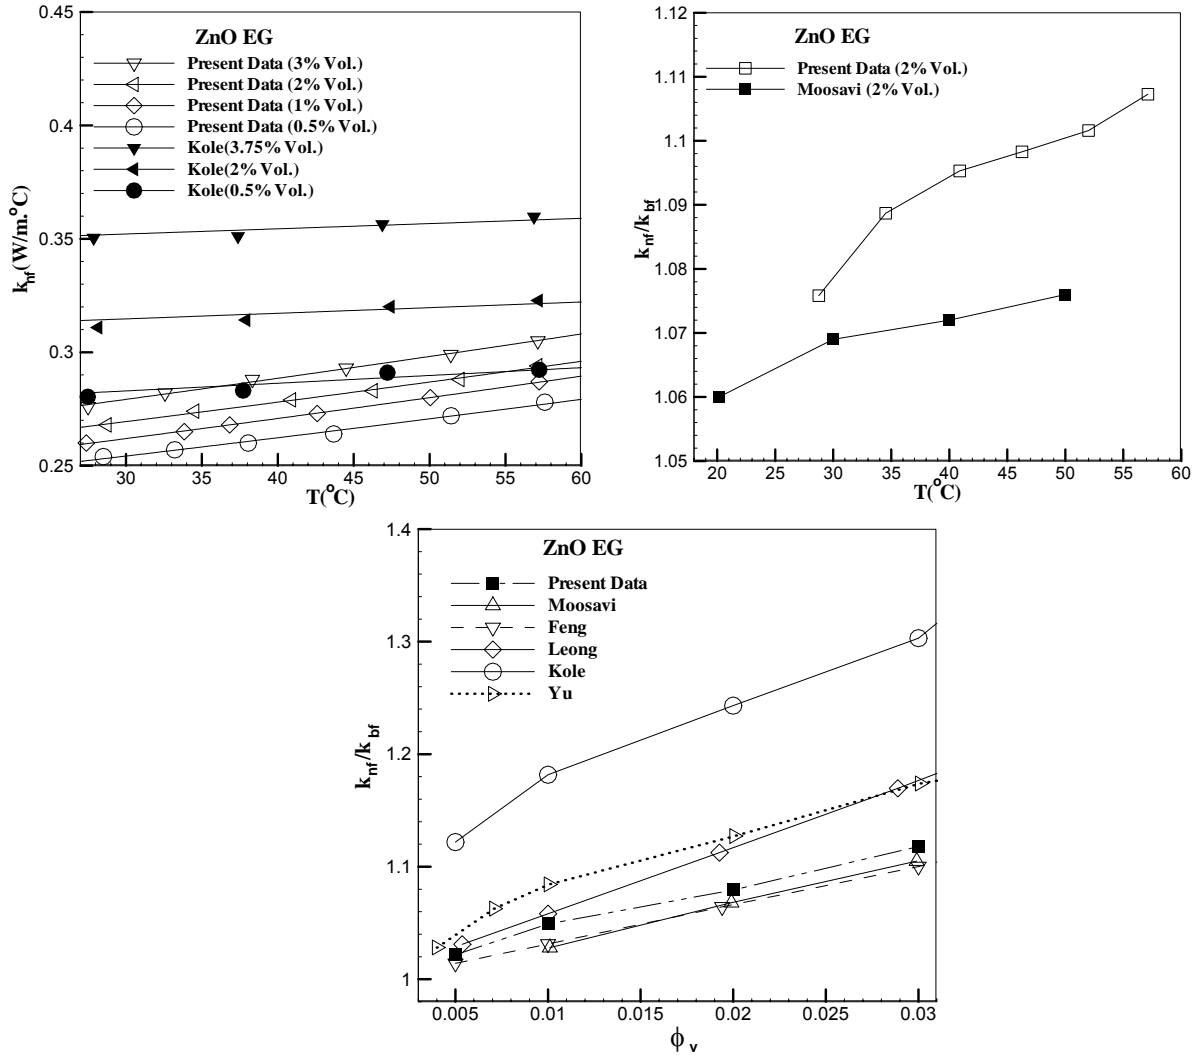 ZnO EG
Present Data (3% Vol.)
Present Data (2% Vol.)
Present Data (1% Vol.)
Present Data (0.5% Vol.)
Kole(3.75% Vol.)
Kole(2% Vol.)
Kole(0.5% Vol.)
0.45
0.4
0.35
0.3
0.25
k_nf(W/m.°C)
30 35 40 45 50 55 60
T(°C)
ZnO EG
Present Data (2% Vol.)
Moosavi (2% Vol.)
1.12
1.11
1.1
1.09
1.08
1.07
1.06
1.05
k_nf/k_bf
20 25 30 35 40 45 50 55 60
T(°C)
ZnO EG
Present Data
Moosavi
Feng
Leong
Kole
Yu
1.4
1.3
1.2
1.1
1
k_nf/k_bf
0.005 0.01 0.015 0.02 0.025 0.03
ϕ_v